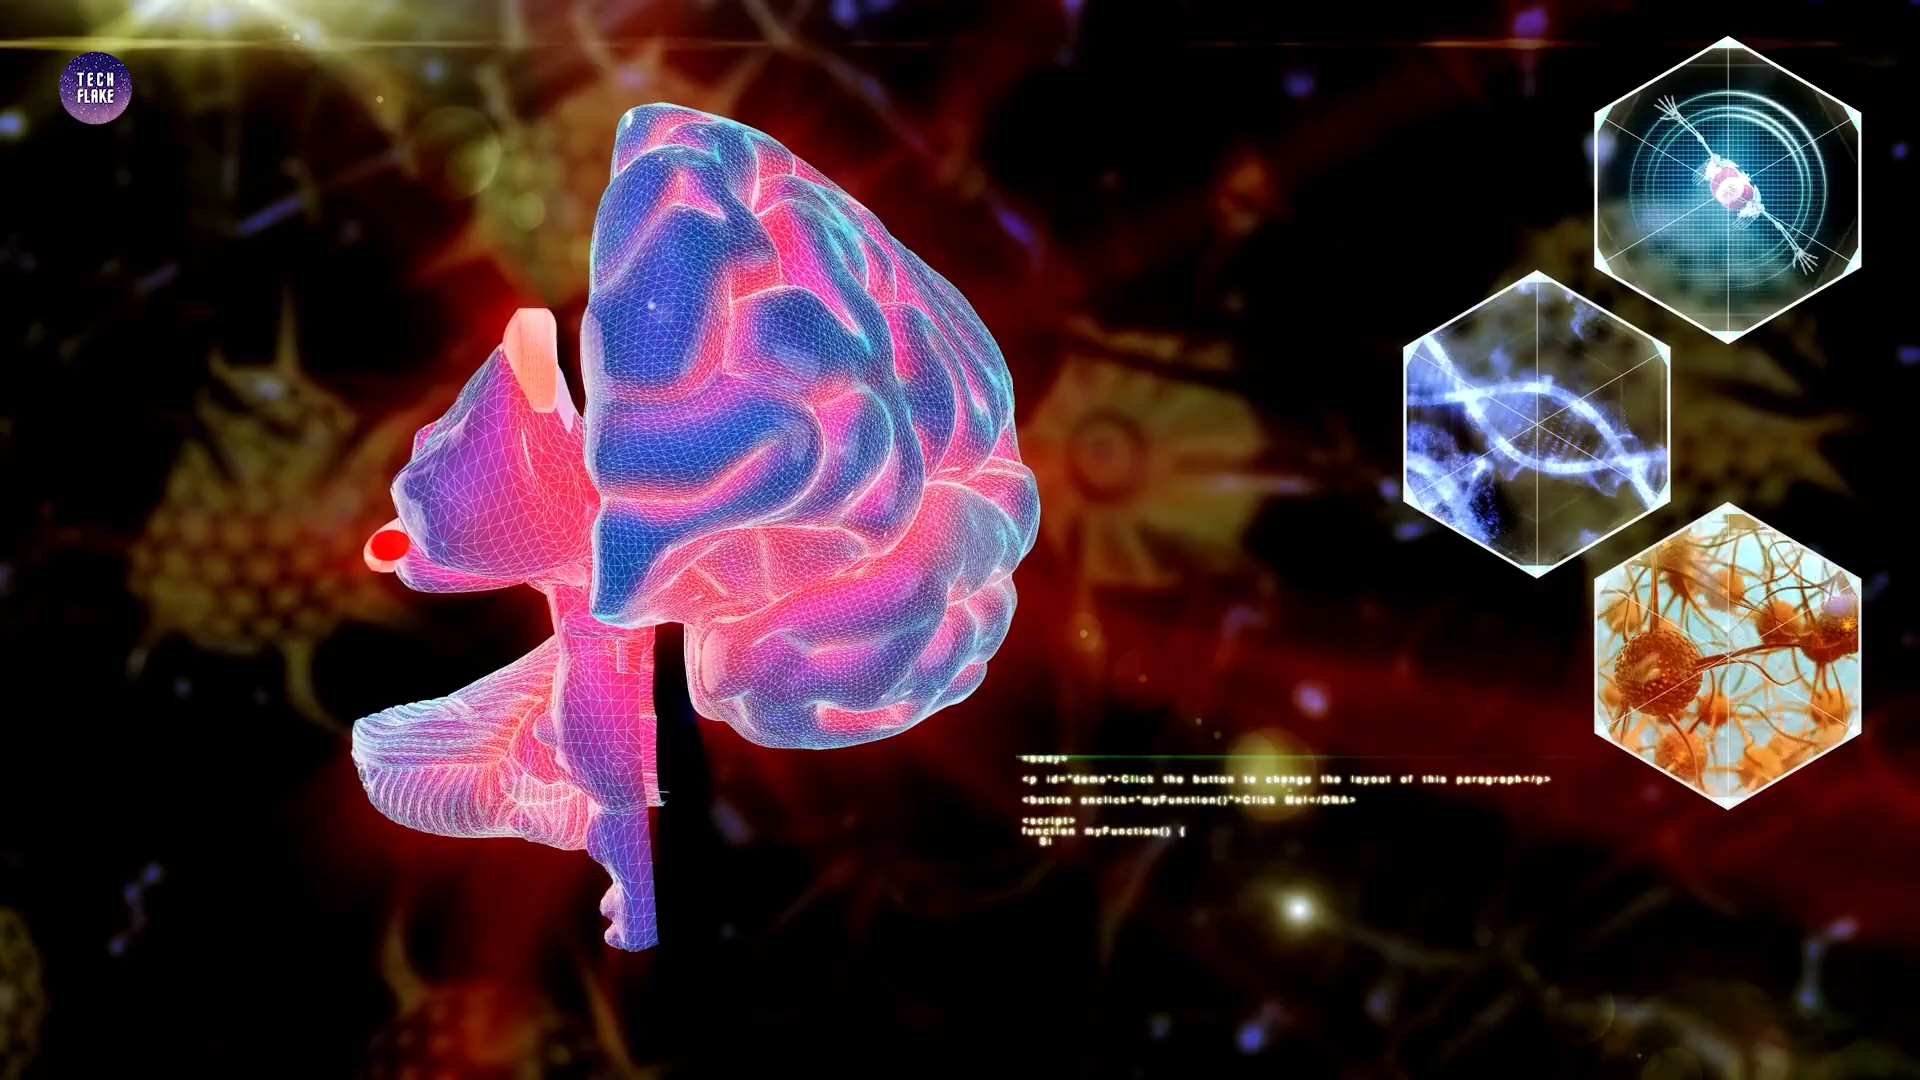 TECH
FLAKE
<body>
<p id="demo">Click the button to change the layout of this paragraph</p>
<button onclick="myFunction()">Click Me!</DNA>
<script>
function myFunction() {
Si